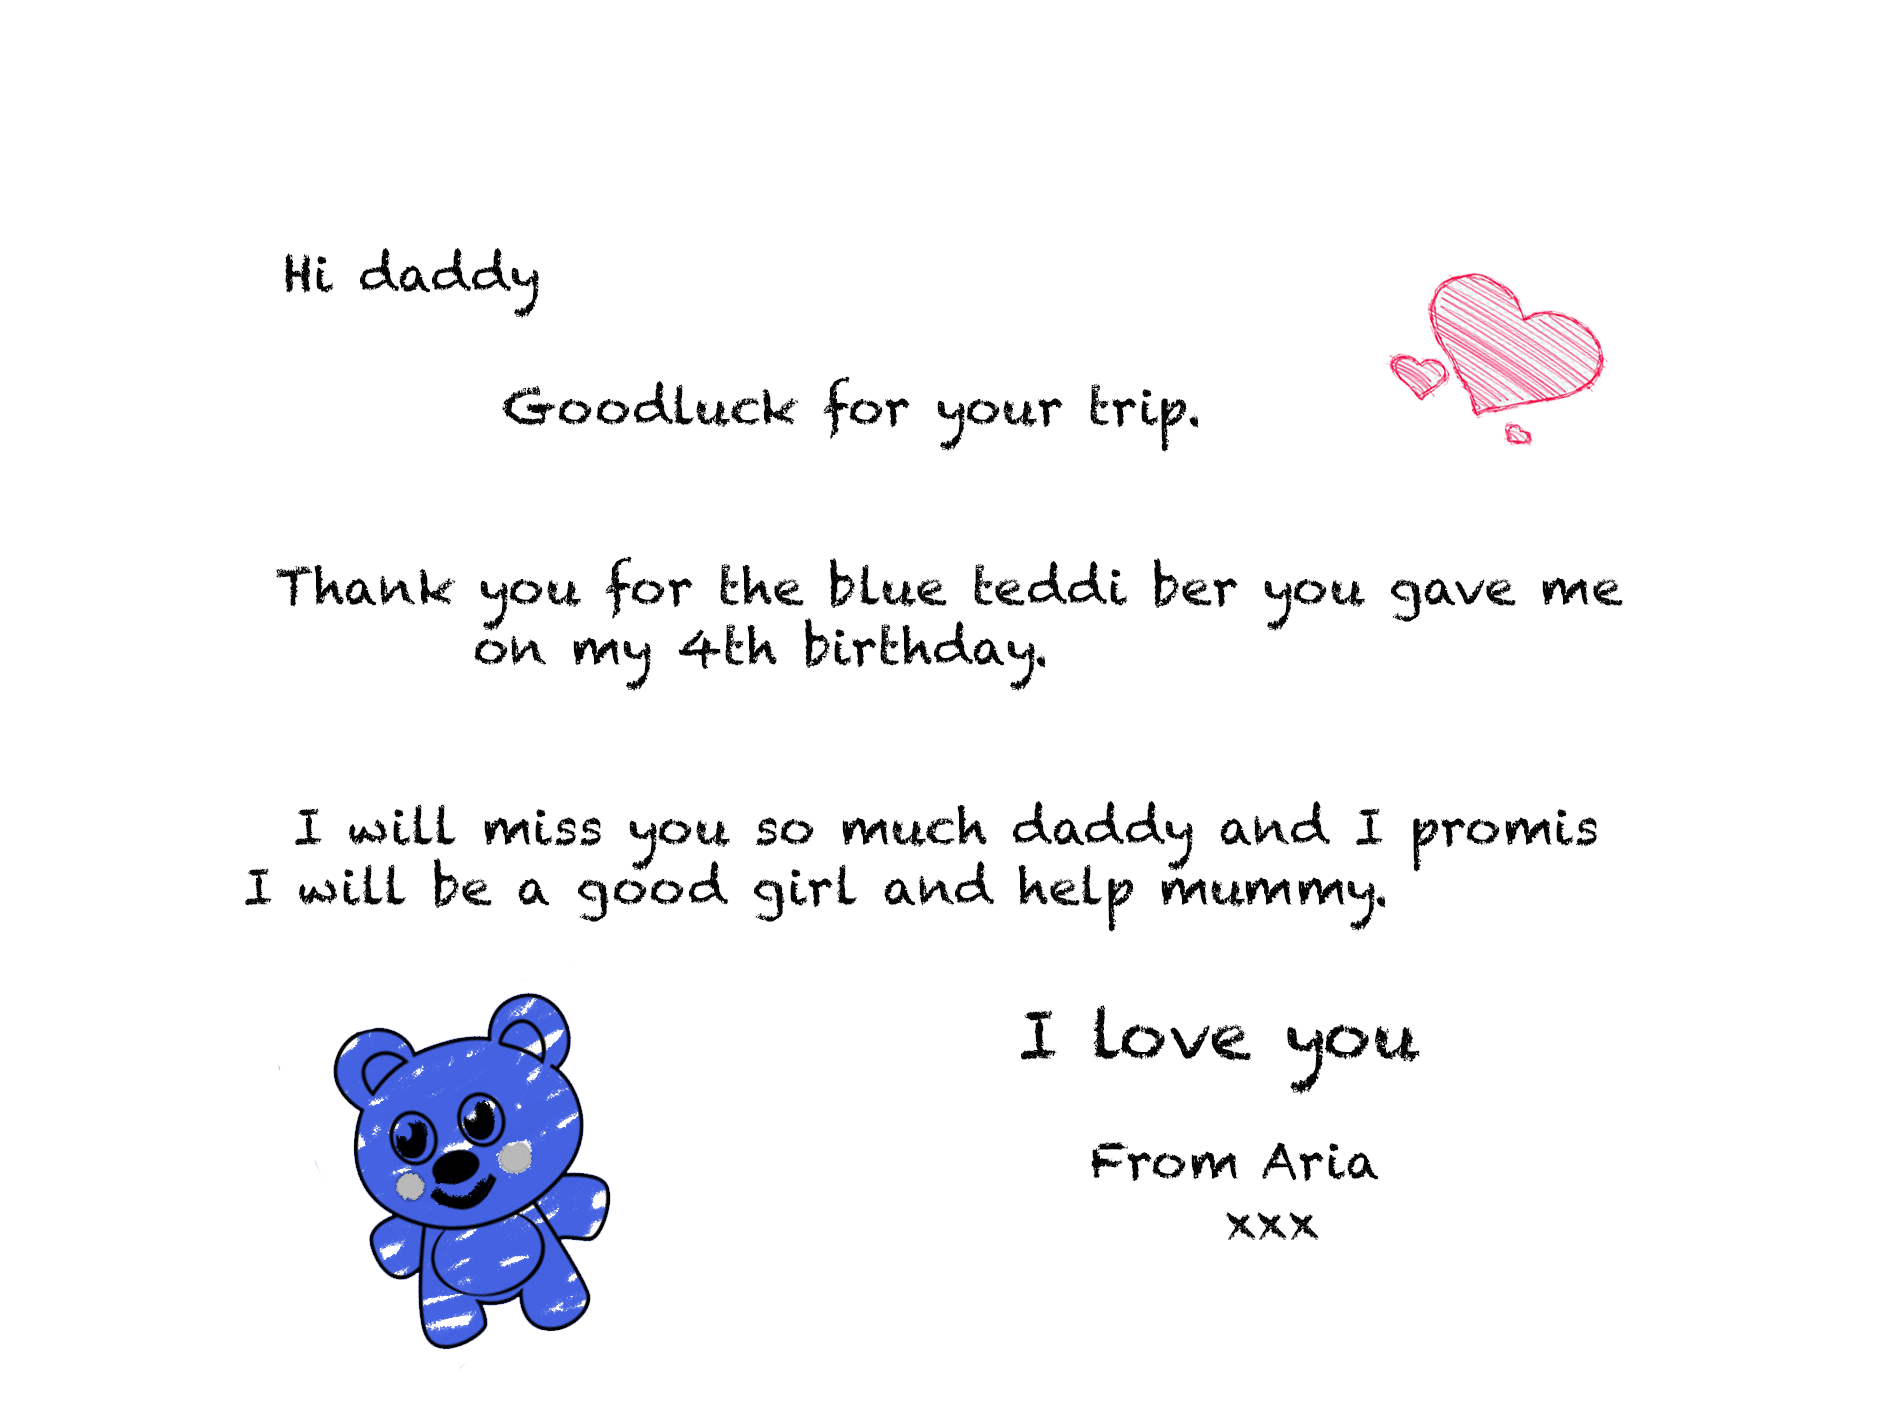 Hi daddy
Goodluck for your trip.
Thank you for the blue teddi ber you gave me
on my 4th birthday.
I will miss you so much daddy and I promis
I will be a good girl and help mummy.
I love you
From Aria
xxx